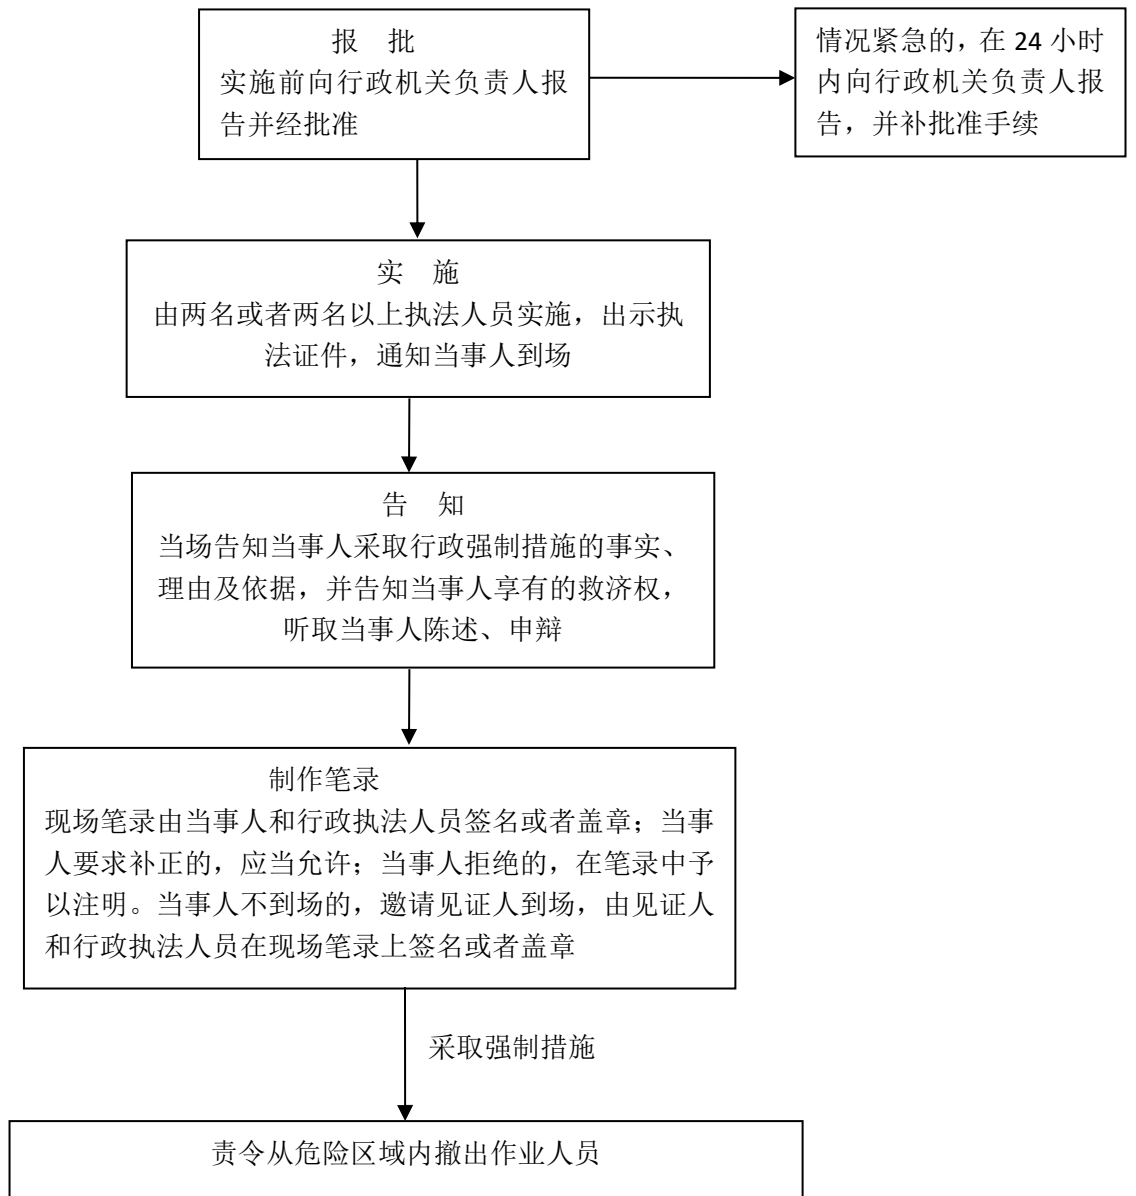 报 批
实施前向行政机关负责人报
告并经批准
情况紧急的，在 24 小时
内向行政机关负责人报
告，并补批准手续
实 施
由两名或者两名以上执法人员实施，出示执
法证件，通知当事人到场
告 知
当场告知当事人采取行政强制措施的事实、
理由及依据，并告知当事人享有的救济权，
听取当事人陈述、申辩
制作笔录
现场笔录由当事人和行政执法人员签名或者盖章；当事
人要求补正的，应当允许；当事人拒绝的，在笔录中予
以注明。当事人不到场的，邀请见证人到场，由见证人
和行政执法人员在现场笔录上签名或者盖章
采取强制措施
责令从危险区域内撤出作业人员